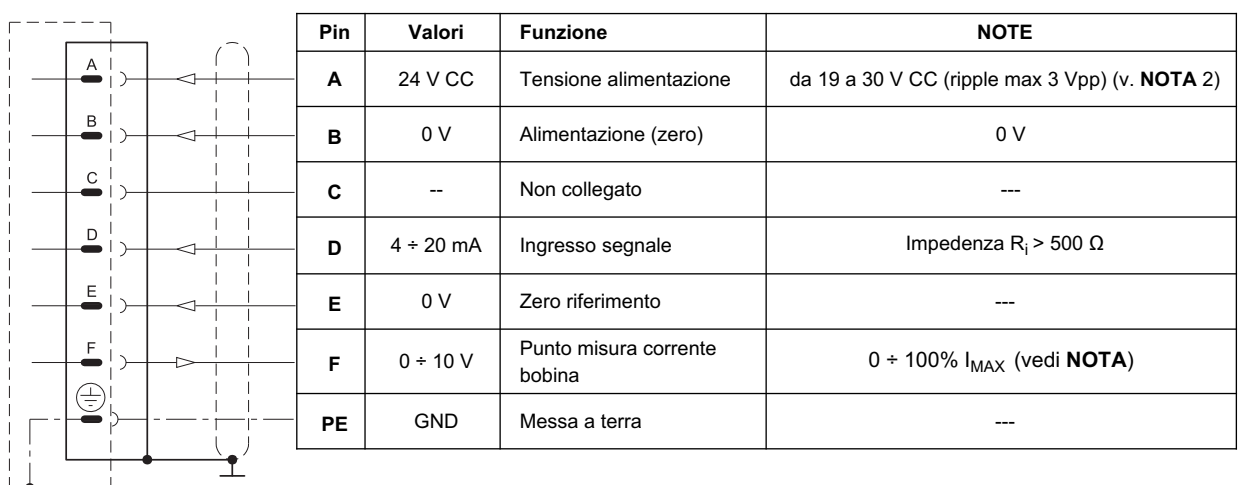 Pin Valori Funzione NOTE
A A 24 V CC Tensione alimentazione da 19 a 30 V CC (ripple max 3 Vpp) (v. NOTA 2)
B B 0 V Alimentazione (zero) 0 V
C C -- Non collegato ---
D D 4 ÷ 20 mA Ingresso segnale Impedenza Ri > 500 Ω
E E 0 V Zero riferimento ---
F F 0 ÷ 10 V Punto misura corrente
bobina 0 ÷ 100% IMAX (vedi NOTA)
PE GND Messa a terra ---